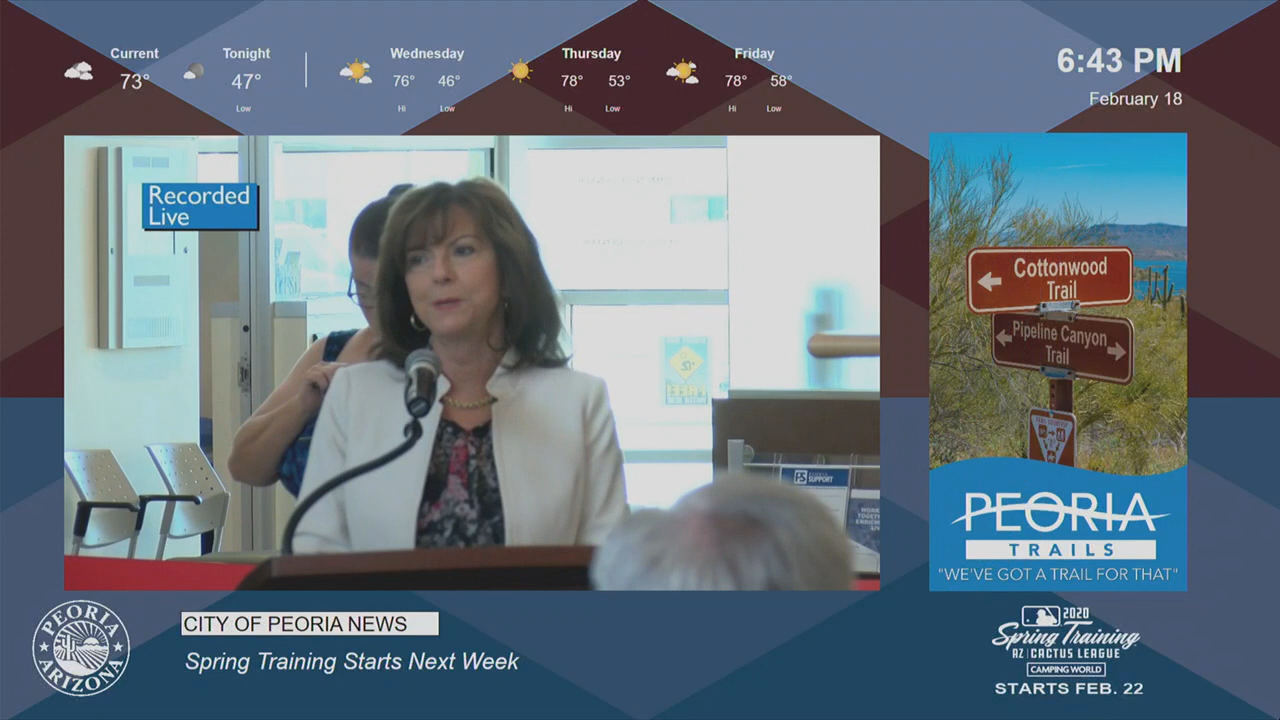 Current
73°
Tonight
47°
Low
Wednesday
76° 46°
Hi Low
Thursday
78° 53°
Hi Low
Friday
78° 58°
Hi Low
6:43 PM
February 18
Recorded
Live
SUPPORT
Cottonwood
Trail
Pipeline Canyon
Trail
PEORIA
TRAILS
"WE'VE GOT A TRAIL FOR THAT"
PEORIA
ARIZONA
CITY OF PEORIA NEWS
Spring Training Starts Next Week
2020
Spring Training
AZ | CACTUS LEAGUE
CAMPING WORLD
STARTS FEB. 22